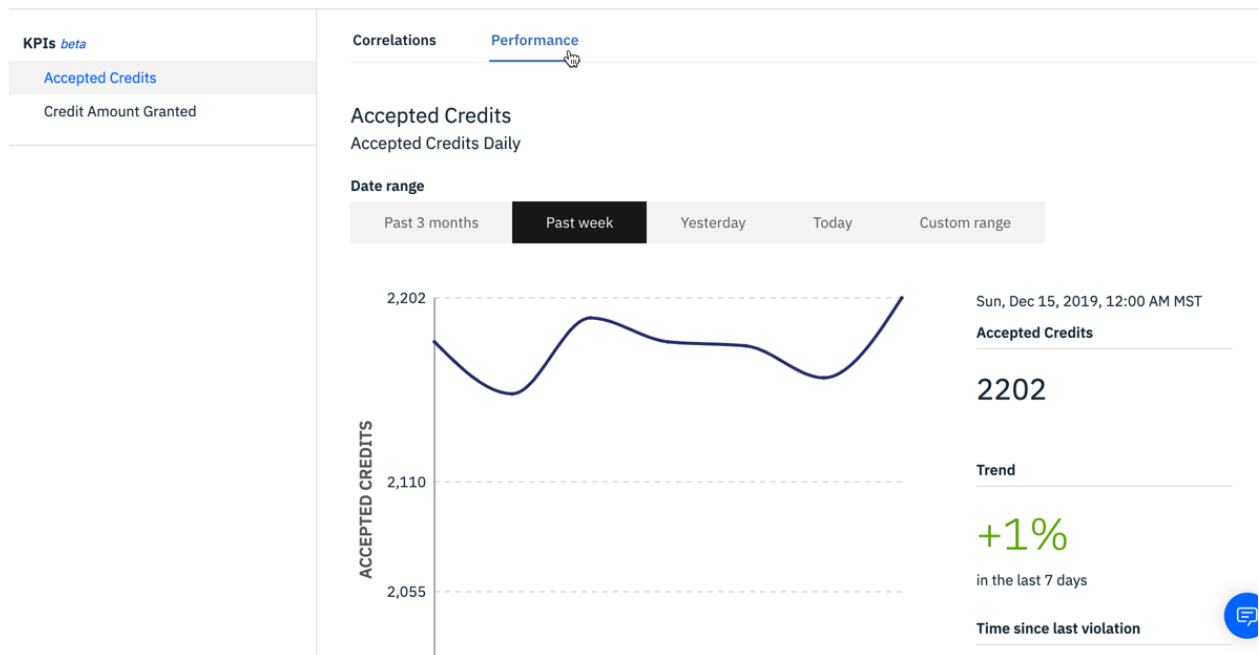 KPIs beta
Accepted Credits
Credit Amount Granted
Correlations
Performance
Accepted Credits
Accepted Credits Daily
Date range
Past 3 months
Past week
Yesterday
Today
Custom range
2,202
2,110
2,055
ACCEPTED CREDITS
Sun, Dec 15, 2019, 12:00 AM MST
Accepted Credits
2202
Trend
+1%
in the last 7 days
Time since last violation